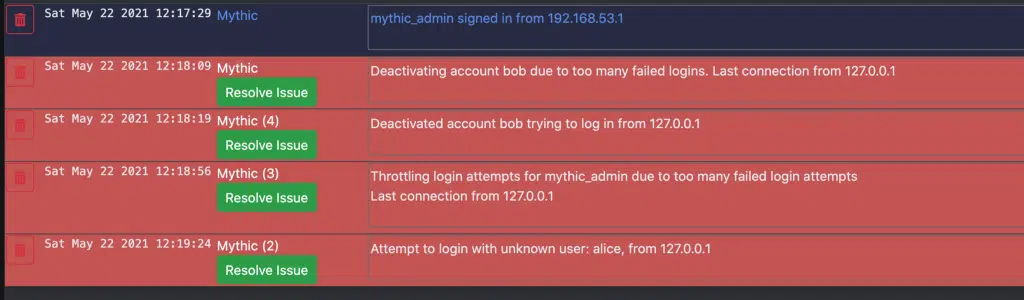 Sat May 22 2021 12:17:29 Mythic mythic_admin signed in from 192.168.53.1
Sat May 22 2021 12:18:09 Mythic Deactivating account bob due to too many failed logins. Last connection from 127.0.0.1
Resolve Issue
Sat May 22 2021 12:18:19 Mythic (4) Deactivated account bob trying to log in from 127.0.0.1
Resolve Issue
Sat May 22 2021 12:18:56 Mythic (3) Throttling login attempts for mythic_admin due to too many failed login attempts
Resolve Issue Last connection from 127.0.0.1
Sat May 22 2021 12:19:24 Mythic (2) Attempt to login with unknown user: alice, from 127.0.0.1
Resolve Issue